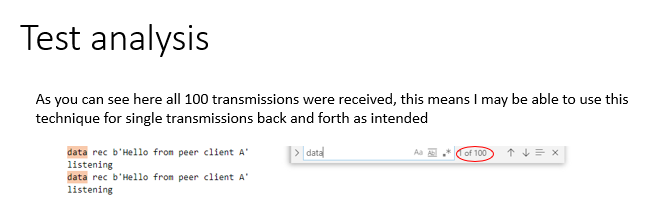 Test analysis
As you can see here all 100 transmissions were received, this means I may be able to use this
technique for single transmissions back and forth as intended
data rec b'Hello from peer client A'
listening
data rec b'Hello from peer client A'
listening
data
Aa Abl .* 1 of 100